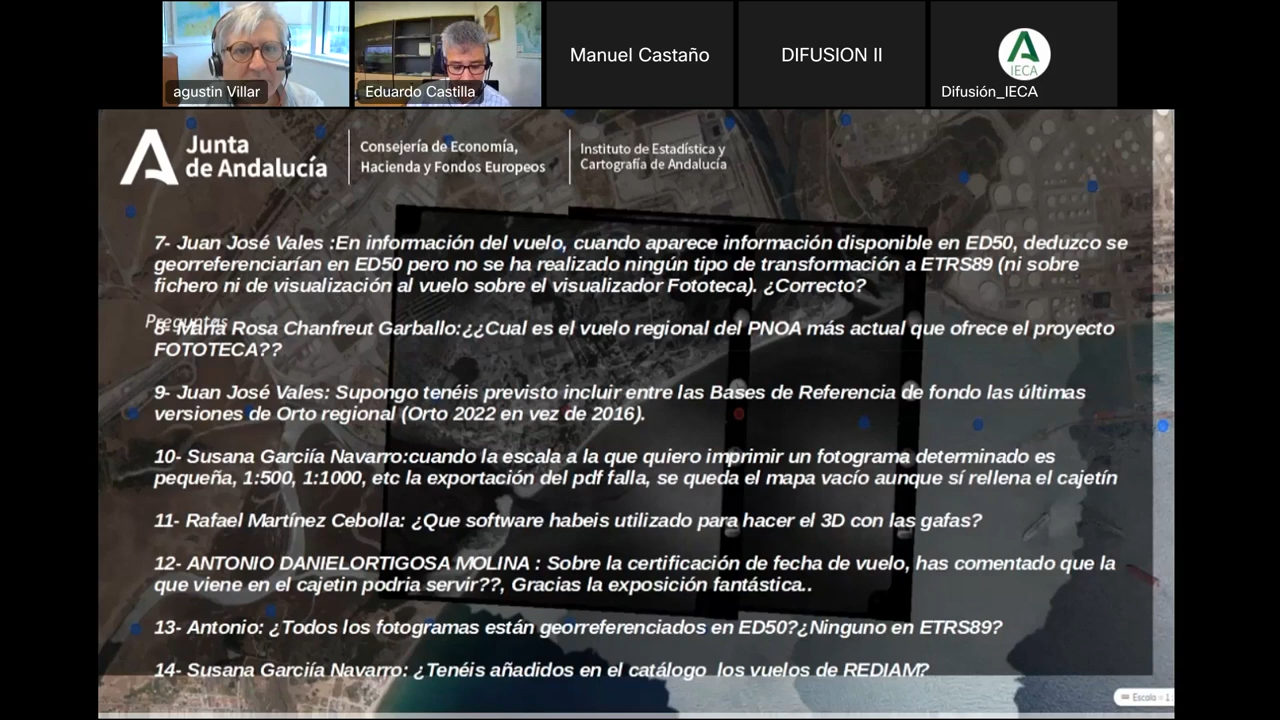 agustin Villar
Eduardo Castilla
Manuel Castaño
DIFUSION II
IECA
Difusión_IECA
Junta
de Andalucía
Consejería de Economía,
Hacienda y Fondos Europeos
Instituto de Estadística y
Cartografía de Andalucía
7- Juan José Vales :En información del vuelo, cuando aparece información disponible en ED50, deduzco se
georreferenciarían en ED50 pero no se ha realizado ningún tipo de transformación a ETRS89 (ni sobre
fichero ni de visualización al vuelo sobre el visualizador Fototeca). ¿Correcto?
Preguntas
8- María Rosa Chanfreut Garballo:¿¿Cual es el vuelo regional del PNOA más actual que ofrece el proyecto
FOTOTECA??
9- Juan José Vales: Supongo tenéis previsto incluir entre las Bases de Referencia de fondo las últimas
versiones de Orto regional (Orto 2022 en vez de 2016).
10- Susana Garciía Navarro:cuando la escala a la que quiero imprimir un fotograma determinado es
pequeña, 1:500, 1:1000, etc la exportación del pdf falla, se queda el mapa vacío aunque sí rellena el cajetín
11- Rafael Martínez Cebolla: ¿Que software habeis utilizado para hacer el 3D con las gafas?
12- ANTONIO DANIELORTIGOSA MOLINA : Sobre la certificación de fecha de vuelo, has comentado que la
que viene en el cajetin podria servir??, Gracias la exposición fantástica..
13- Antonio: ¿Todos los fotogramas están georreferenciados en ED50?¿Ninguno en ETRS89?
14- Susana Garciía Navarro: ¿Tenéis añadidos en el catálogo los vuelos de REDIAM?
Escala = 1: